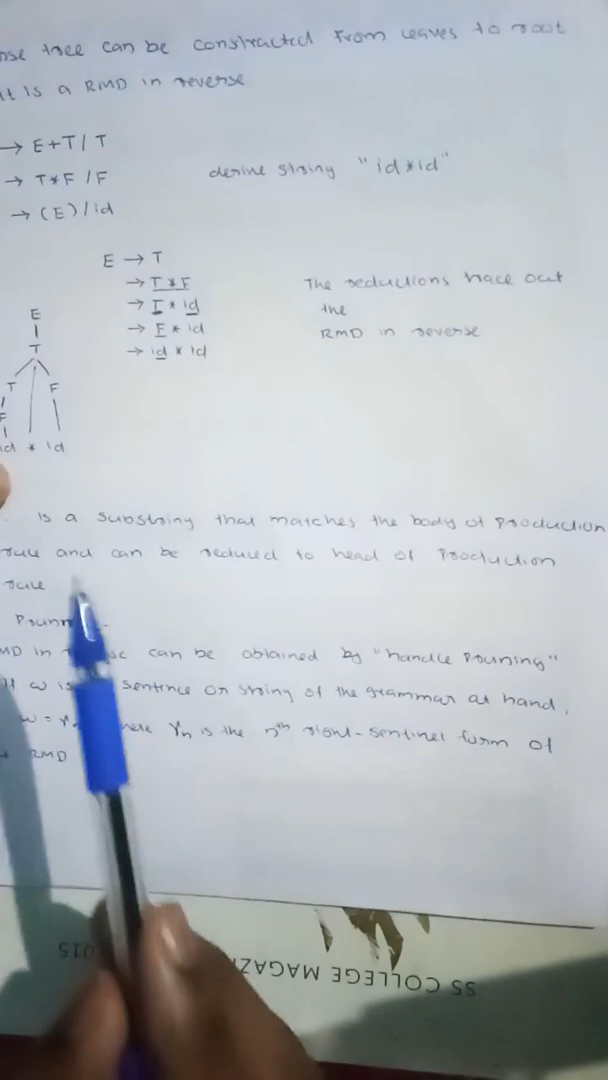 tree can be constructed from leaves to root.
It is a RMD in reverse
→ E+T / T
→ T*F / F
→ (E) / id
derive string "id*id"
E → T
→ T*F
→ T * id
→ F * id
→ id * id
The reductions trace out
the
RMD in reverse
E
T
T F
F
id * id
is a substring that matches the body of production
rule and can be reduced to head of production
rule
in can be obtained by "handle pruning"
If w is sentence or string of the grammar at hand,
w = γn is the nth right-sentinel form of
RMD
SS COLLEGE MAGAZ